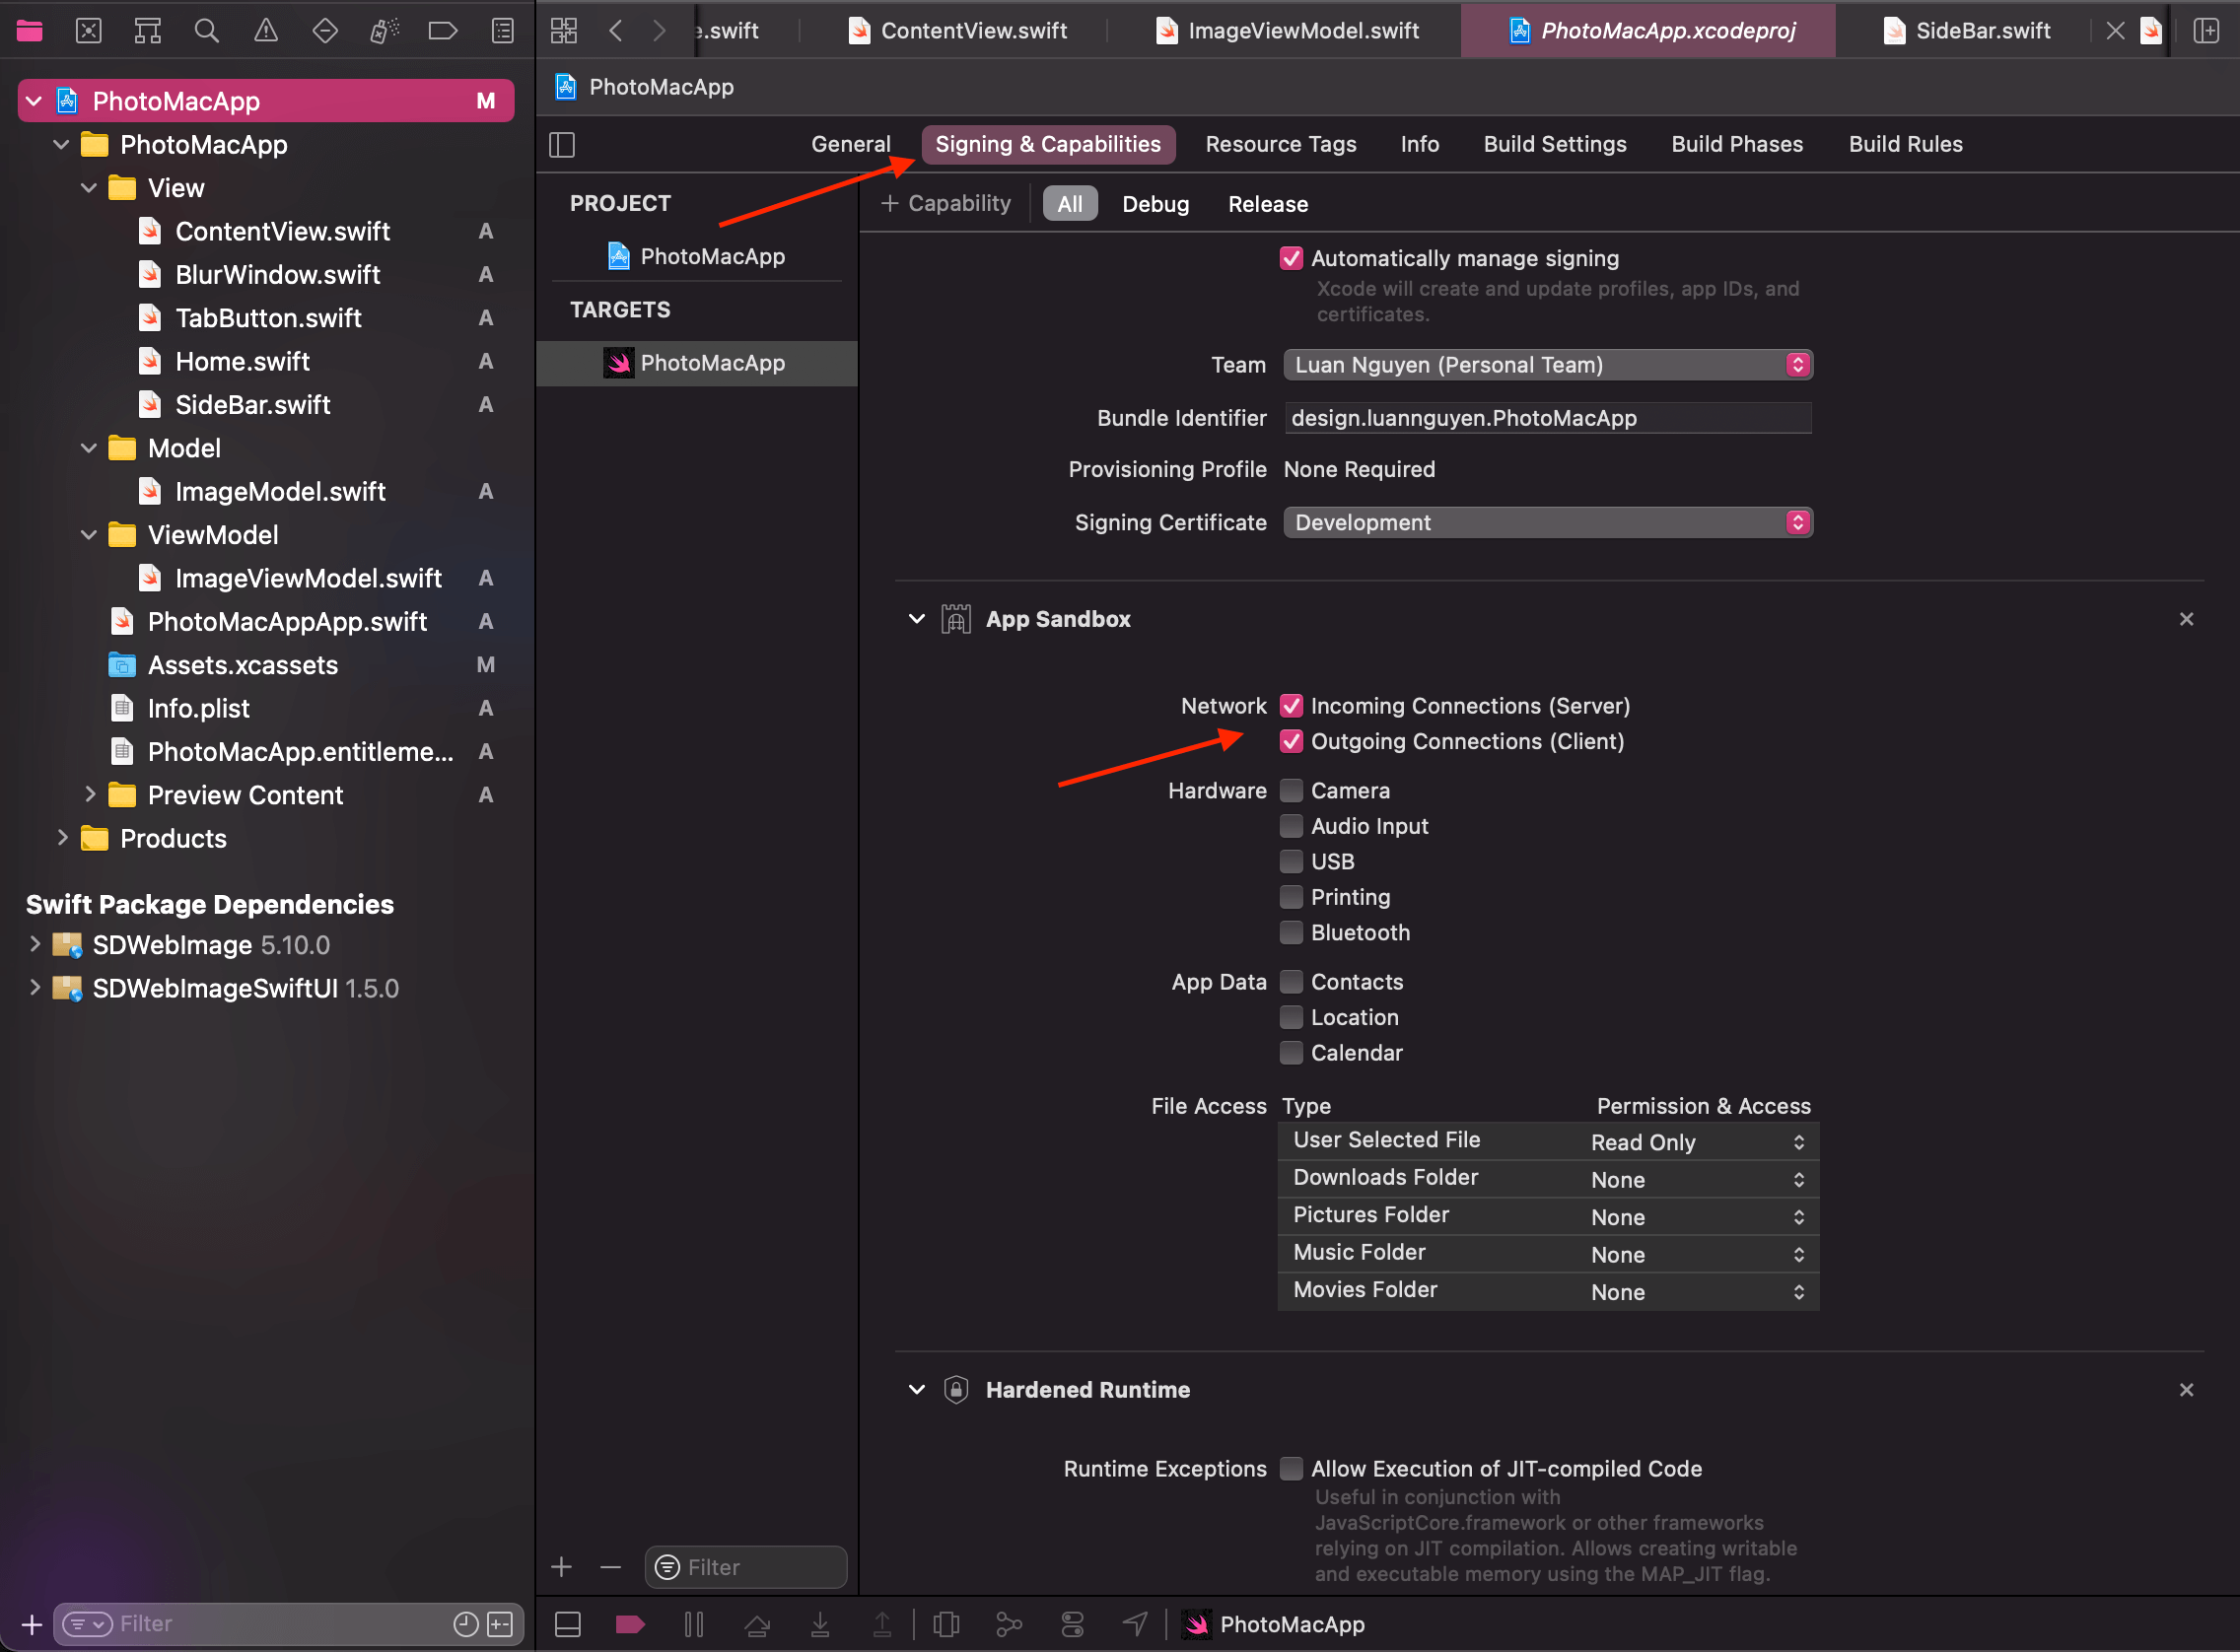 e.swift
ContentView.swift
ImageViewModel.swift
PhotoMacApp.xcodeproj
SideBar.swift
PhotoMacApp M
PhotoMacApp
View
ContentView.swift A
BlurWindow.swift A
TabButton.swift A
Home.swift A
SideBar.swift A
Model
ImageModel.swift A
ViewModel
ImageViewModel.swift A
PhotoMacAppApp.swift A
Assets.xcassets M
Info.plist A
PhotoMacApp.entitleme... A
Preview Content A
Products
Swift Package Dependencies
SDWebImage 5.10.0
SDWebImageSwiftUI 1.5.0
Filter
PhotoMacApp
General Signing & Capabilities Resource Tags Info Build Settings Build Phases Build Rules
PROJECT
PhotoMacApp
TARGETS
PhotoMacApp
Filter
+ Capability All Debug Release
Automatically manage signing
Xcode will create and update profiles, app IDs, and
certificates.
Team Luan Nguyen (Personal Team)
Bundle Identifier design.luannguyen.PhotoMacApp
Provisioning Profile None Required
Signing Certificate Development
App Sandbox
Network Incoming Connections (Server)
Outgoing Connections (Client)
Hardware Camera
Audio Input
USB
Printing
Bluetooth
App Data Contacts
Location
Calendar
File Access Type Permission & Access
User Selected File Read Only
Downloads Folder None
Pictures Folder None
Music Folder None
Movies Folder None
Hardened Runtime
Runtime Exceptions Allow Execution of JIT-compiled Code
Useful in conjunction with
JavaScriptCore.framework or other frameworks
relying on JIT compilation. Allows creating writable
and executable memory using the MAP_JIT flag.
PhotoMacApp